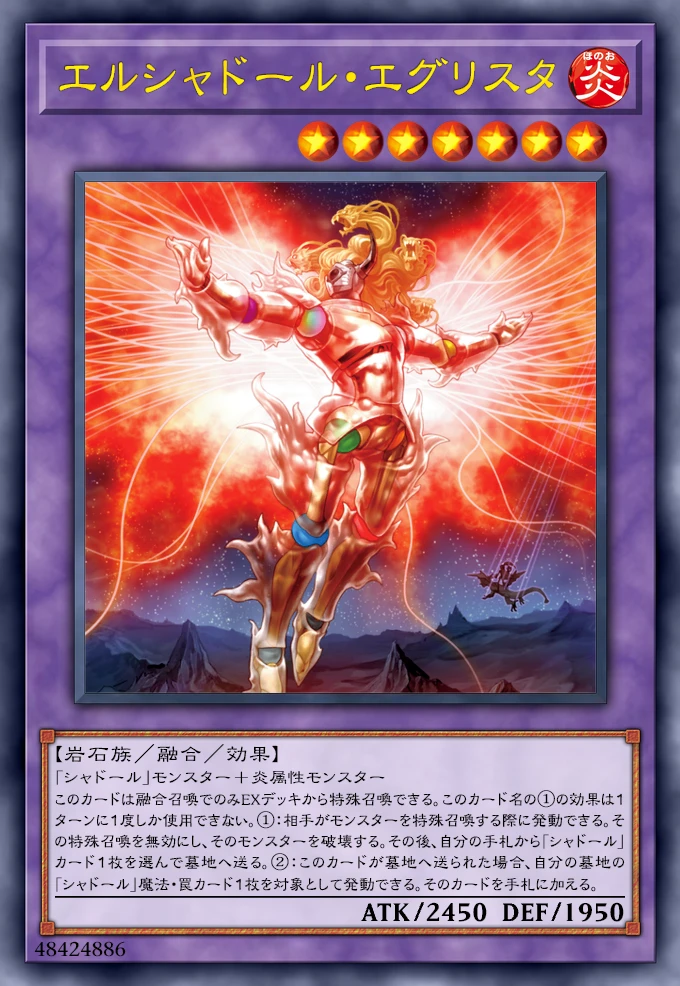 エルシャドール・エグリスタ
ほのお
炎
【岩石族／融合／効果】
「シャドール」モンスター＋炎属性モンスター
このカードは融合召喚でのみEXデッキから特殊召喚できる。このカード名の①の効果は1
ターンに1度しか使用できない。①：相手がモンスターを特殊召喚する際に発動できる。そ
の特殊召喚を無効にし、そのモンスターを破壊する。その後、自分の手札から「シャドール」
カード1枚を選んで墓地へ送る。②：このカードが墓地へ送られた場合、自分の墓地の
「シャドール」魔法・罠カード1枚を対象として発動できる。そのカードを手札に加える。
ATK/2450 DEF/1950
48424886